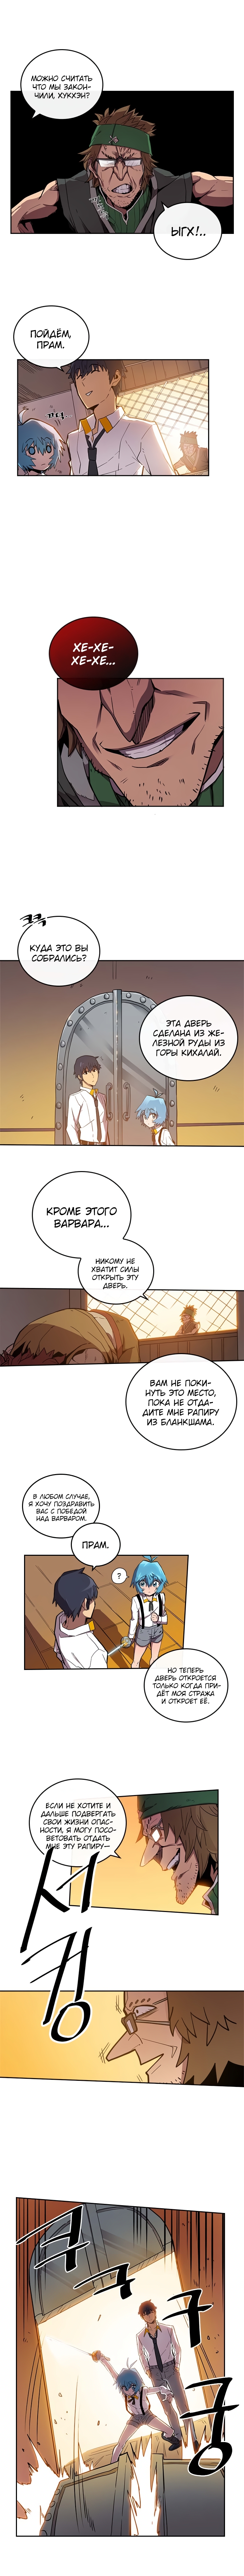 МОЖНО СЧИТАТЬ
ЧТО МЫ ЗАКОН-
ЧИЛИ, ХУКХЭН?
ЫГХ!..
ПОЙДЁМ,
ПРАМ.
ХЕ-ХЕ-
ХЕ-ХЕ...
КУДА ЭТО ВЫ
СОБРАЛИСЬ?
ЭТА ДВЕРЬ
СДЕЛАНА ИЗ ЖЕ-
ЛЕЗНОЙ РУДЫ ИЗ
ГОРЫ КИХАЛАЙ.
КРОМЕ ЭТОГО
ВАРВАРА...
НИКОМУ НЕ
ХВАТИТ СИЛЫ
ОТКРЫТЬ ЭТУ
ДВЕРЬ.
ВАМ НЕ ПОКИ-
НУТЬ ЭТО МЕСТО,
ПОКА НЕ ОТДА-
ДИТЕ МНЕ РАПИРУ
ИЗ БЛАНКШАМА.
В ЛЮБОМ СЛУЧАЕ,
Я ХОЧУ ПОЗДРАВИТЬ
ВАС С ПОБЕДОЙ
НАД ВАРВАРОМ.
ПРАМ.
?
НО ТЕПЕРЬ
ДВЕРЬ ОТКРОЕТСЯ
ТОЛЬКО КОГДА ПРИ-
ДЁТ МОЯ СТРАЖА
И ОТКРОЕТ ЕЁ.
ЕСЛИ НЕ ХОТИТЕ И
ДАЛЬШЕ ПОДВЕРГАТЬ
СВОИ ЖИЗНИ ОПАС-
НОСТИ, Я МОГУ ПОСО-
ВЕТОВАТЬ ОТДАТЬ
МНЕ ЭТУ РАПИРУ—